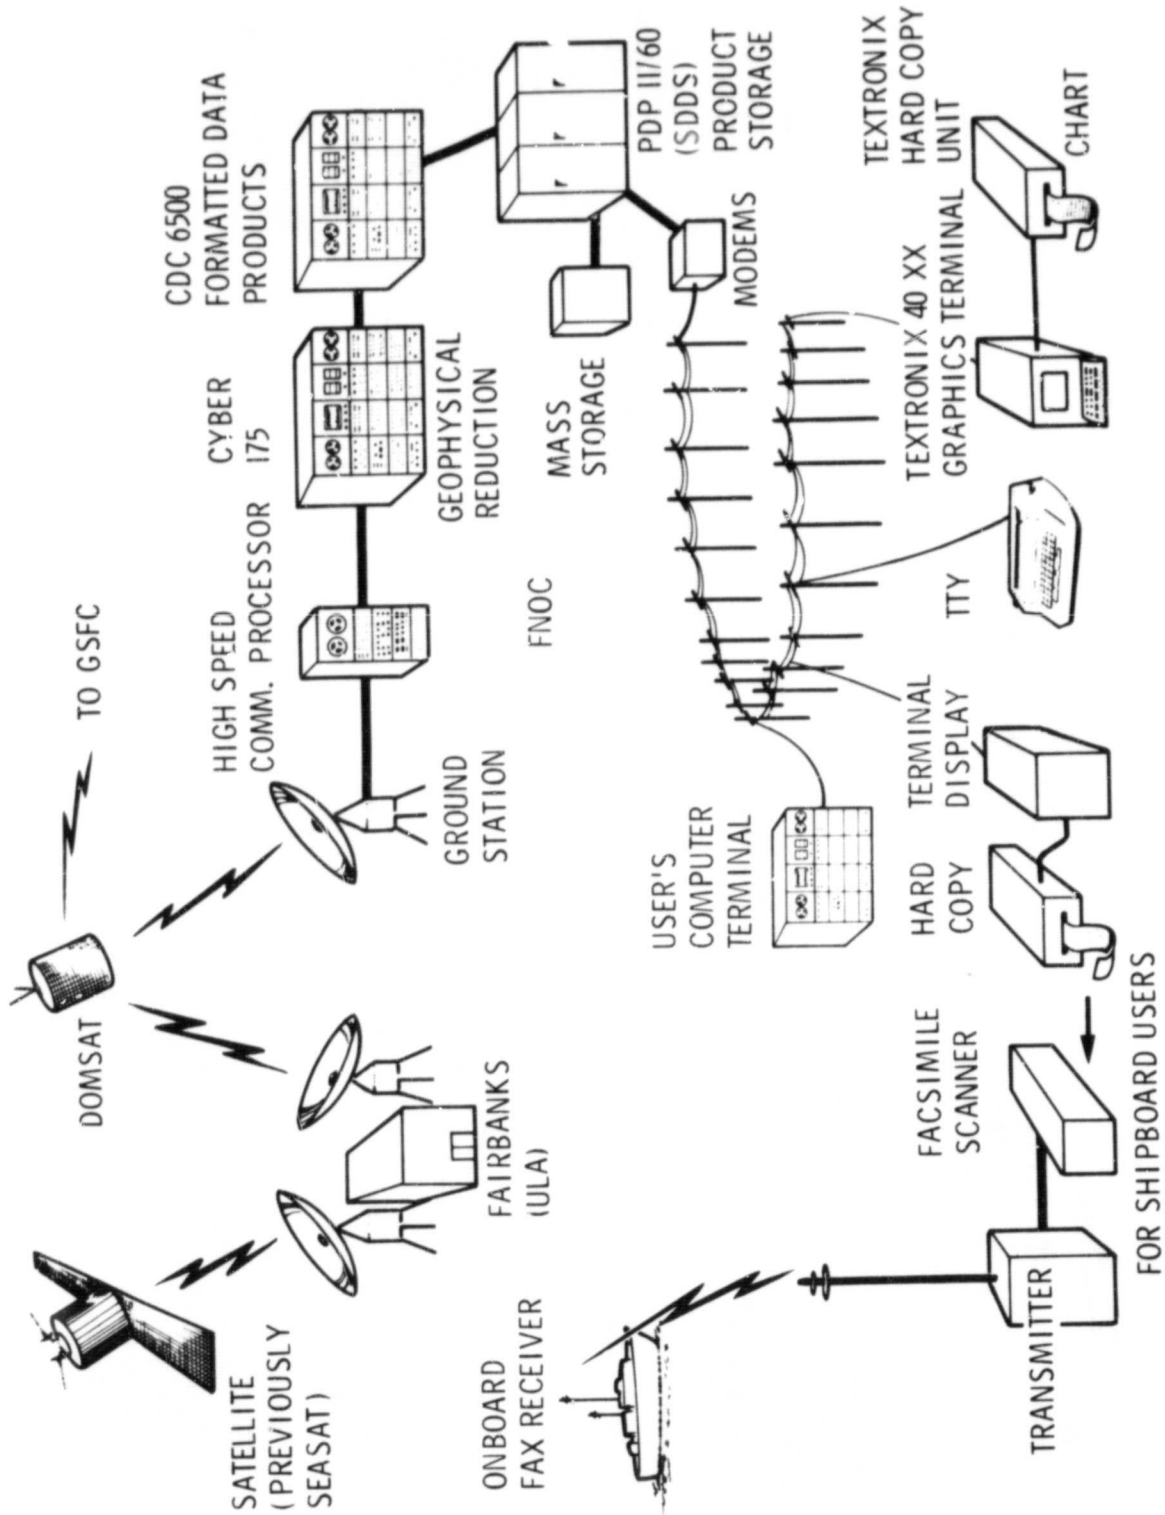 SATELLITE
(PREVIOUSLY
SEASAT)
DOMSAT
TO GSFC
FAIRBANKS
(ULA)
GROUND
STATION
HIGH SPEED
COMM. PROCESSOR
CYBER
175
GEOPHYSICAL
REDUCTION
CDC 6500
FORMATTED DATA
PRODUCTS
FNOC
MASS
STORAGE
PDP 11/60
(SDDS)
PRODUCT
STORAGE
MODEMS
ONBOARD
FAX RECEIVER
USER'S
COMPUTER
TERMINAL
TRANSMITTER
FACSIMILE
SCANNER
FOR SHIPBOARD USERS
HARD
COPY
TERMINAL
DISPLAY
TTY
TEXTRONIX 40 XX
GRAPHICS TERMINAL
TEXTRONIX
HARD COPY
UNIT
CHART